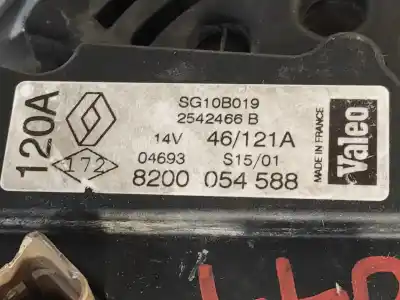 120A
172
SG10B019
2542466 B
14V 46/121A
04693 S15/01
8200 054 588
MADE IN FRANCE
Valeo